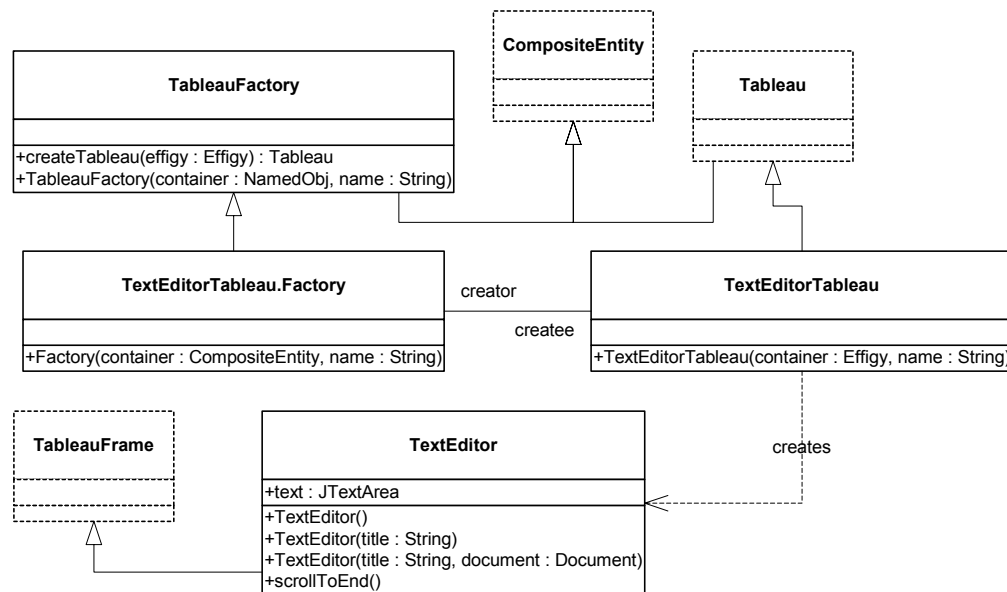 CompositeEntity
TableauFactory
Tableau
+createTableau(effigy : Effigy) : Tableau
+TableauFactory(container : NamedObj, name : String)
TextEditorTableau.Factory
TextEditorTableau
creator
createe
+Factory(container : CompositeEntity, name : String)
+TextEditorTableau(container : Effigy, name : String)
TableauFrame
TextEditor
creates
+text : JTextArea
+TextEditor()
+TextEditor(title : String)
+TextEditor(title : String, document : Document)
+scrollToEnd()